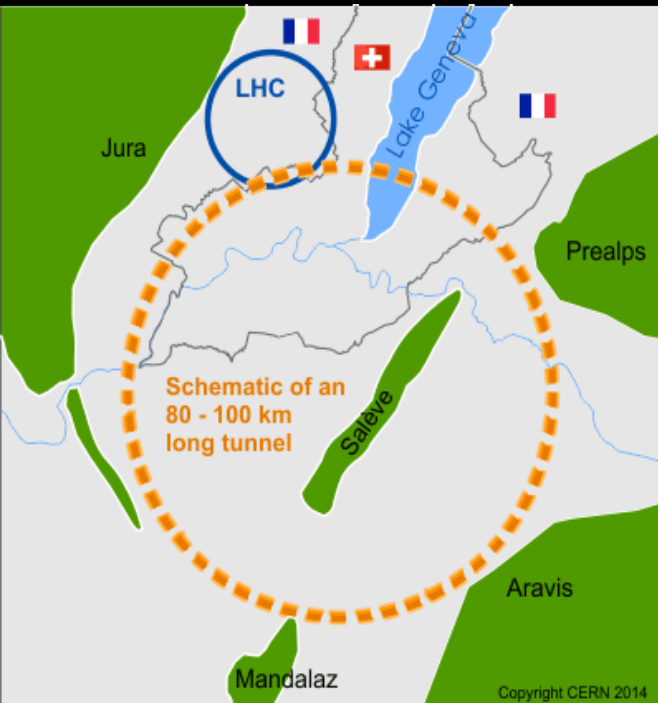 LHC
Lake Geneva
Jura
Prealps
Schematic of an
80 - 100 km
long tunnel
Salève
Aravis
Mandalaz
Copyright CERN 2014